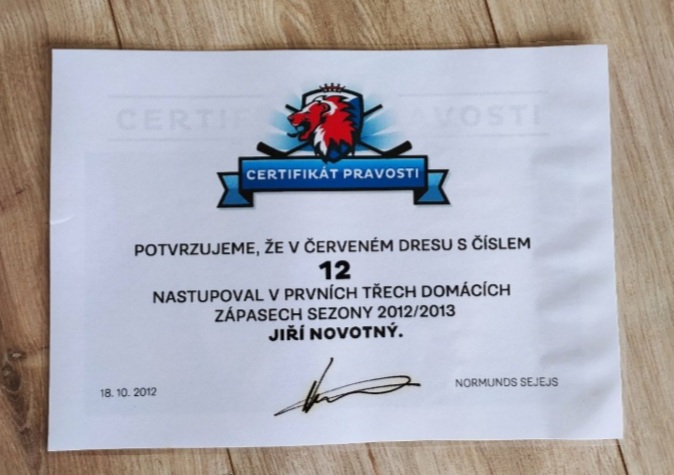 CERTIFIKÁT PRAVOSTI
POTVRZUJEME, ŽE V ČERVENÉM DRESU S ČÍSLEM
12
NASTUPOVAL V PRVNÍCH TŘECH DOMÁCÍCH
ZÁPASECH SEZONY 2012/2013
JIŘÍ NOVOTNÝ.
18. 10. 2012
NORMUNDS SEJEJS